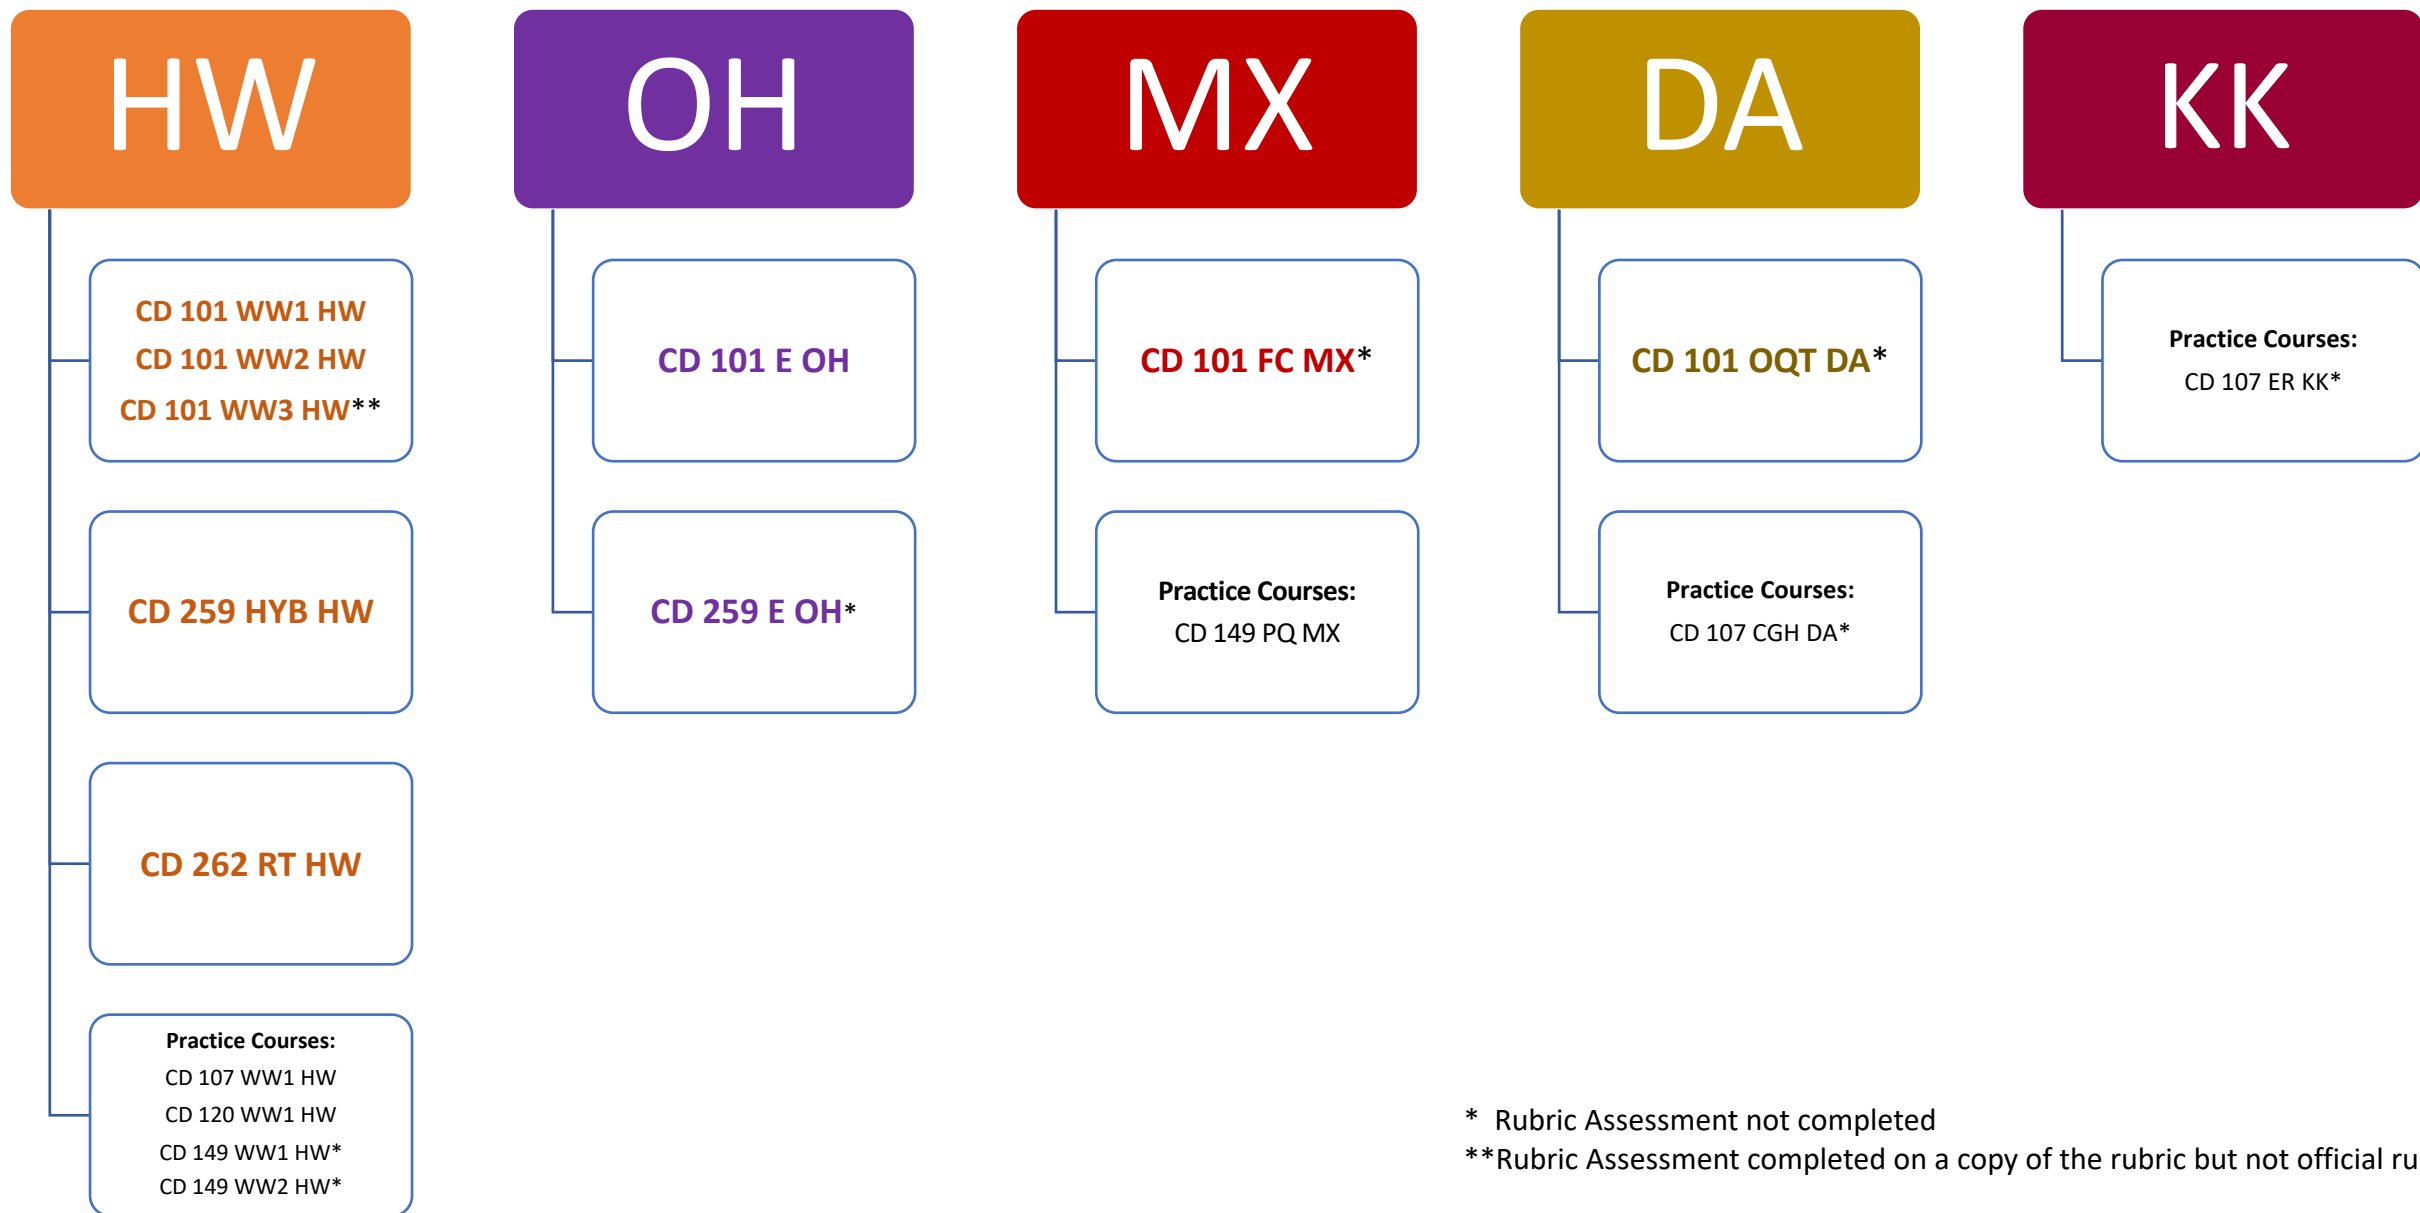 HW
CD 101 WW1 HW
CD 101 WW2 HW
CD 101 WW3 HW**
CD 259 HYB HW
CD 262 RT HW
Practice Courses:
CD 107 WW1 HW
CD 120 WW1 HW
CD 149 WW1 HW*
CD 149 WW2 HW*
OH
CD 101 E OH
CD 259 E OH*
MX
CD 101 FC MX*
Practice Courses:
CD 149 PQ MX
DA
CD 101 OQT DA*
Practice Courses:
CD 107 CGH DA*
KK
Practice Courses:
CD 107 ER KK*
* Rubric Assessment not completed
**Rubric Assessment completed on a copy of the rubric but not official